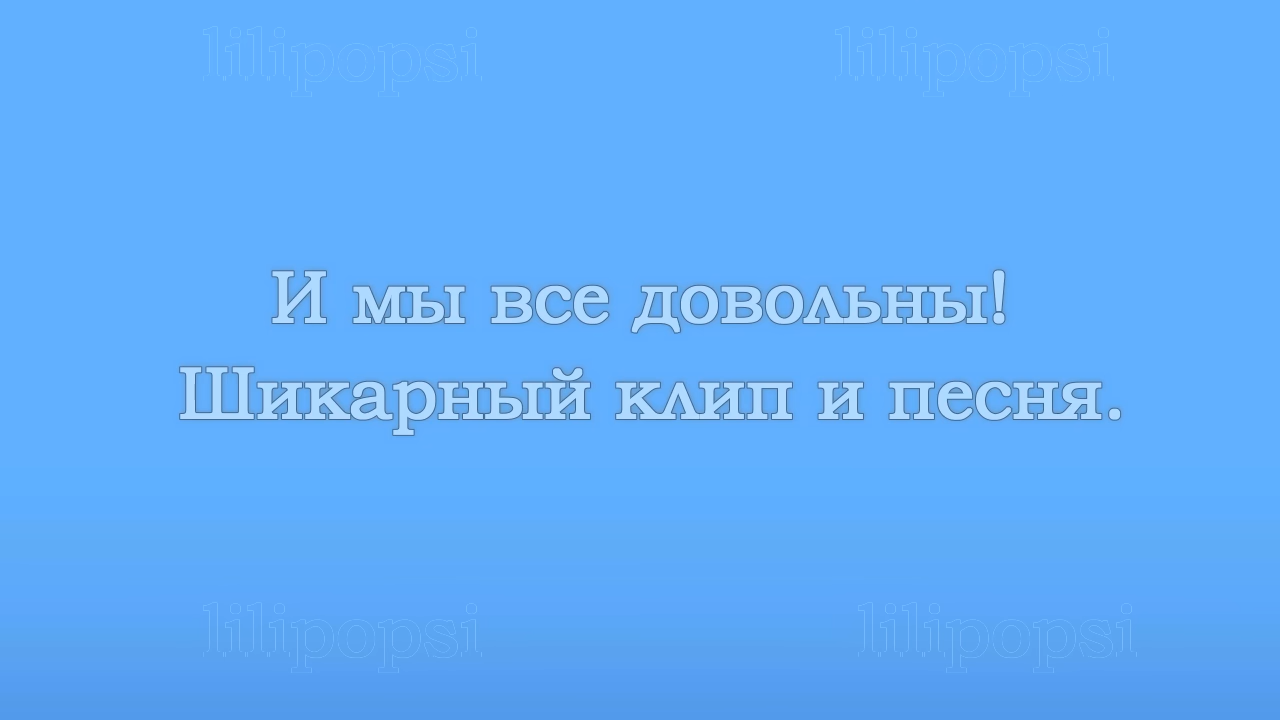 lilipopsi lilipopsi
И мы все довольны!
Шикарный клип и песня.
lilipopsi lilipopsi